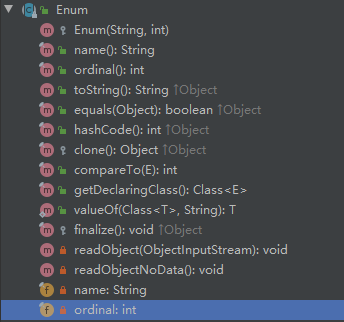 Enum
Enum(String, int)
name(): String
ordinal(): int
toString(): String ↑Object
equals(Object): boolean ↑Object
hashCode(): int ↑Object
clone(): Object ↑Object
compareTo(E): int
getDeclaringClass(): Class<E>
valueOf(Class<T>, String): T
finalize(): void ↑Object
readObject(ObjectInputStream): void
readObjectNoData(): void
name: String
ordinal: int